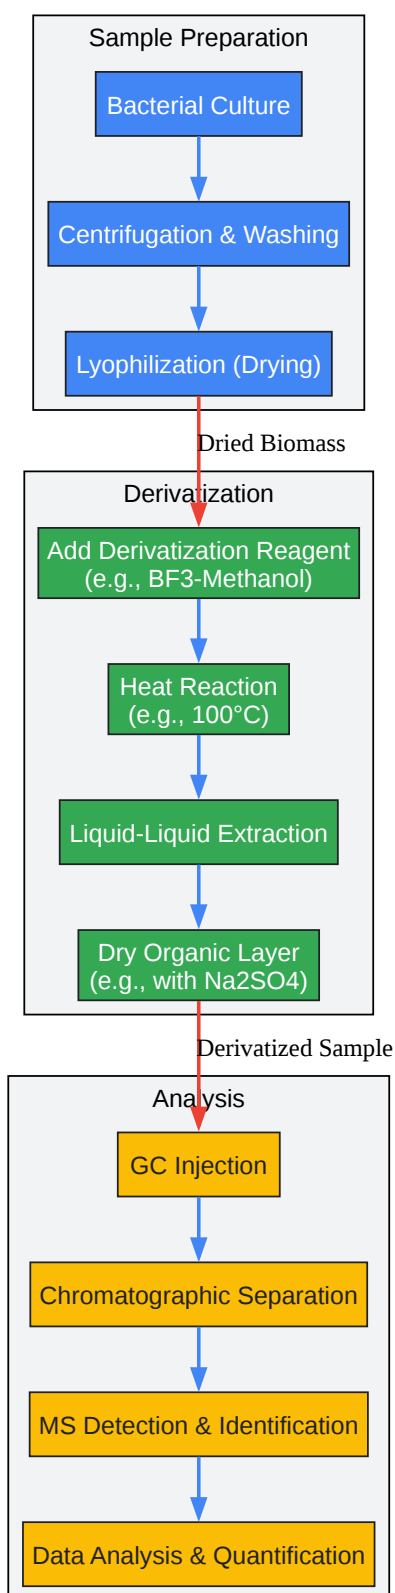 Sample Preparation
Bacterial Culture
Centrifugation & Washing
Lyophilization (Drying)
Dried Biomass
Derivatization
Add Derivatization Reagent
(e.g., BF3-Methanol)
Heat Reaction
(e.g., 100°C)
Liquid-Liquid Extraction
Dry Organic Layer
(e.g., with Na2SO4)
Derivatized Sample
Analysis
GC Injection
Chromatographic Separation
MS Detection & Identification
Data Analysis & Quantification